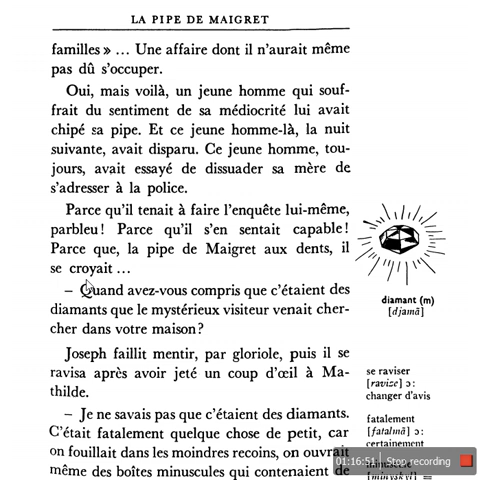 LA PIPE DE MAIGRET
familles » ... Une affaire dont il n'aurait même
pas dû s'occuper.
Oui, mais voilà, un jeune homme qui souf-
frait du sentiment de sa médiocrité lui avait
chipé sa pipe. Et ce jeune homme-là, la nuit
suivante, avait disparu. Ce jeune homme, tou-
jours, avait essayé de dissuader sa mère de
s'adresser à la police.
Parce qu'il tenait à faire l'enquête lui-même,
parbleu! Parce qu'il s'en sentait capable!
Parce que, la pipe de Maigret aux dents, il
se croyait ...
– Quand avez-vous compris que c'étaient des
diamants que le mystérieux visiteur venait cher-
cher dans votre maison?
Joseph faillit mentir, par gloriole, puis il se
ravisa après avoir jeté un coup d'œil à Ma-
thilde.
– Je ne savais pas que c'étaient des diamants.
C'était fatalement quelque chose de petit, car
on fouillait dans les moindres recoins, on ouvrait
même des boîtes minuscules qui contenaient de
diamant (m)
[djamã]
se raviser
[ravize] ɔ:
changer d'avis
fatalement
[fatalmã] ɔ:
certainement
01:16:51 Stop recording